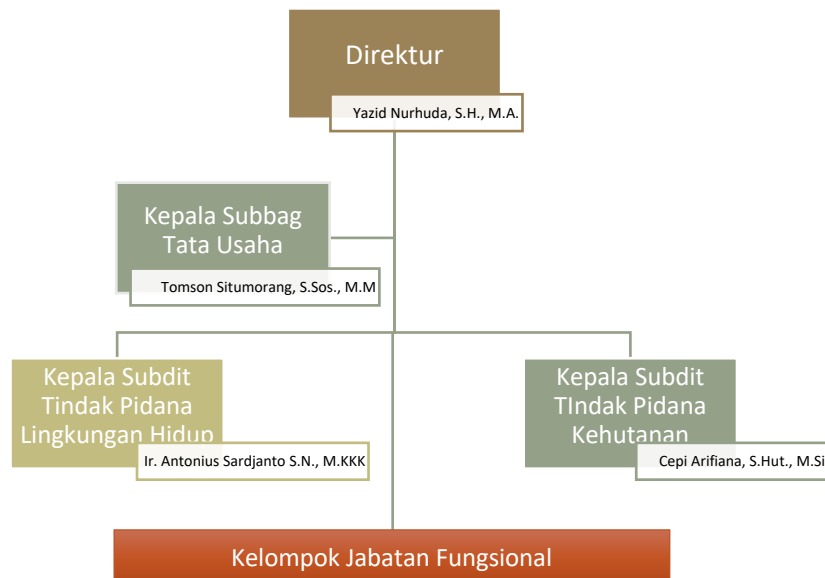 Direktur
Yazid Nurhuda, S.H., M.A.
Kepala Subbag
Tata Usaha
Tomson Situmorang, S.Sos., M.M
Kepala Subdit
Tindak Pidana
Lingkungan Hidup
Ir. Antonius Sardjanto S.N., M.KKK
Kepala Subdit
TIndak Pidana
Kehutanan
Cepi Arifiana, S.Hut., M.Si
Kelompok Jabatan Fungsional